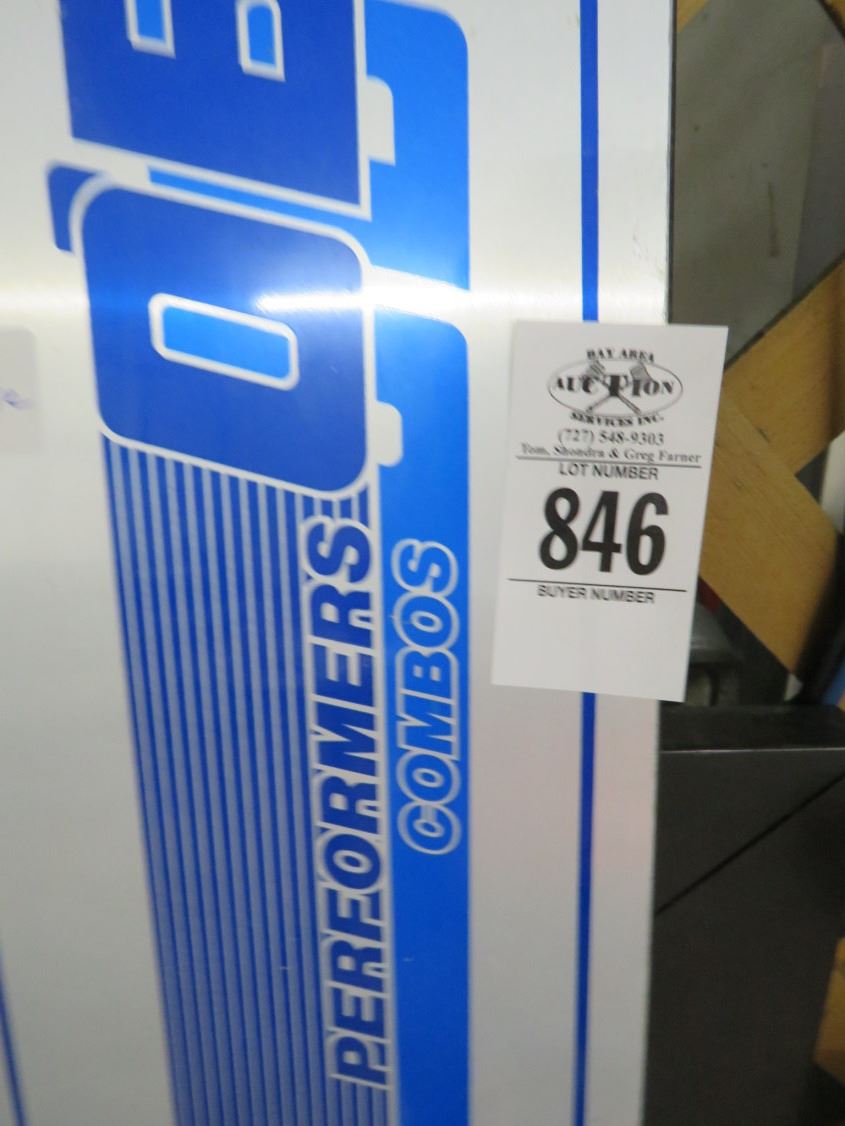 PERFORMERS
COMBOS
BAY AREA
AUCTION
SERVICES INC.
(727) 548-9303
Tom, Shondra & Greg Farner
LOT NUMBER
846
BUYER NUMBER